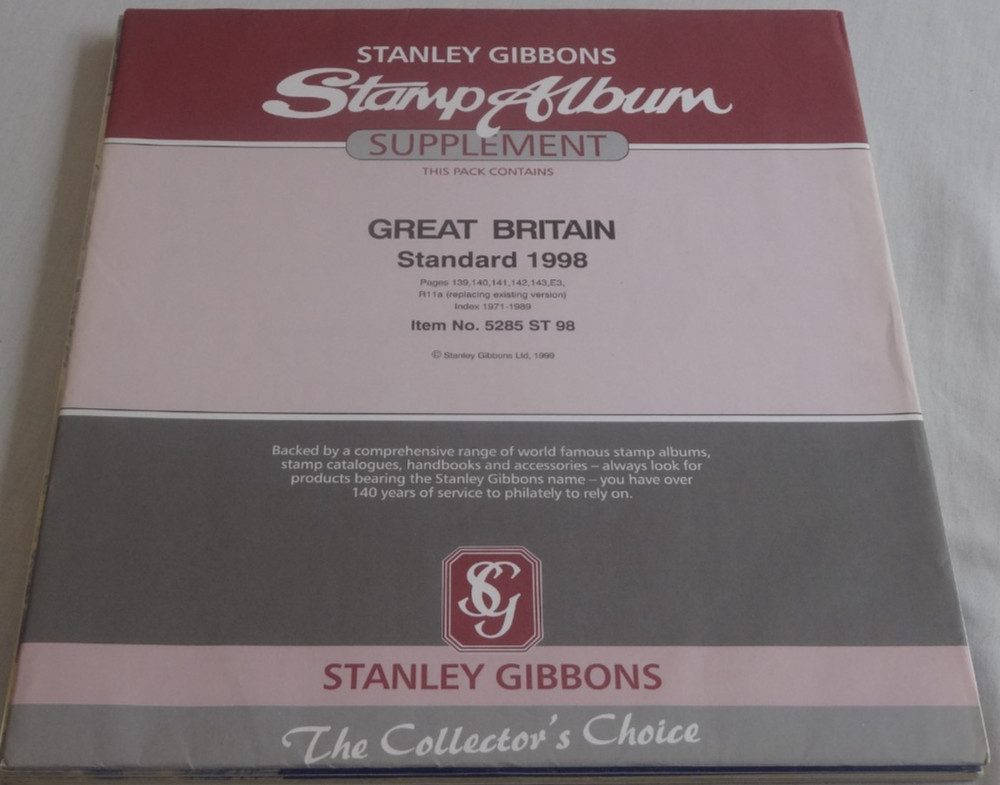 STANLEY GIBBONS
Stamp Album
SUPPLEMENT
THIS PACK CONTAINS
GREAT BRITAIN
Standard 1998
Pages 139,140,141,142,143,E3,
R11a (replacing existing version)
Index 1971-1989
Item No. 5285 ST 98
© Stanley Gibbons Ltd,
Backed by a comprehensive range of world famous stamp albums,
stamp catalogues, handbooks and accessories – always look for
products bearing the Stanley Gibbons name – you have over
140 years of service to philately to rely on.
SG
STANLEY GIBBONS
The Collector's Choice